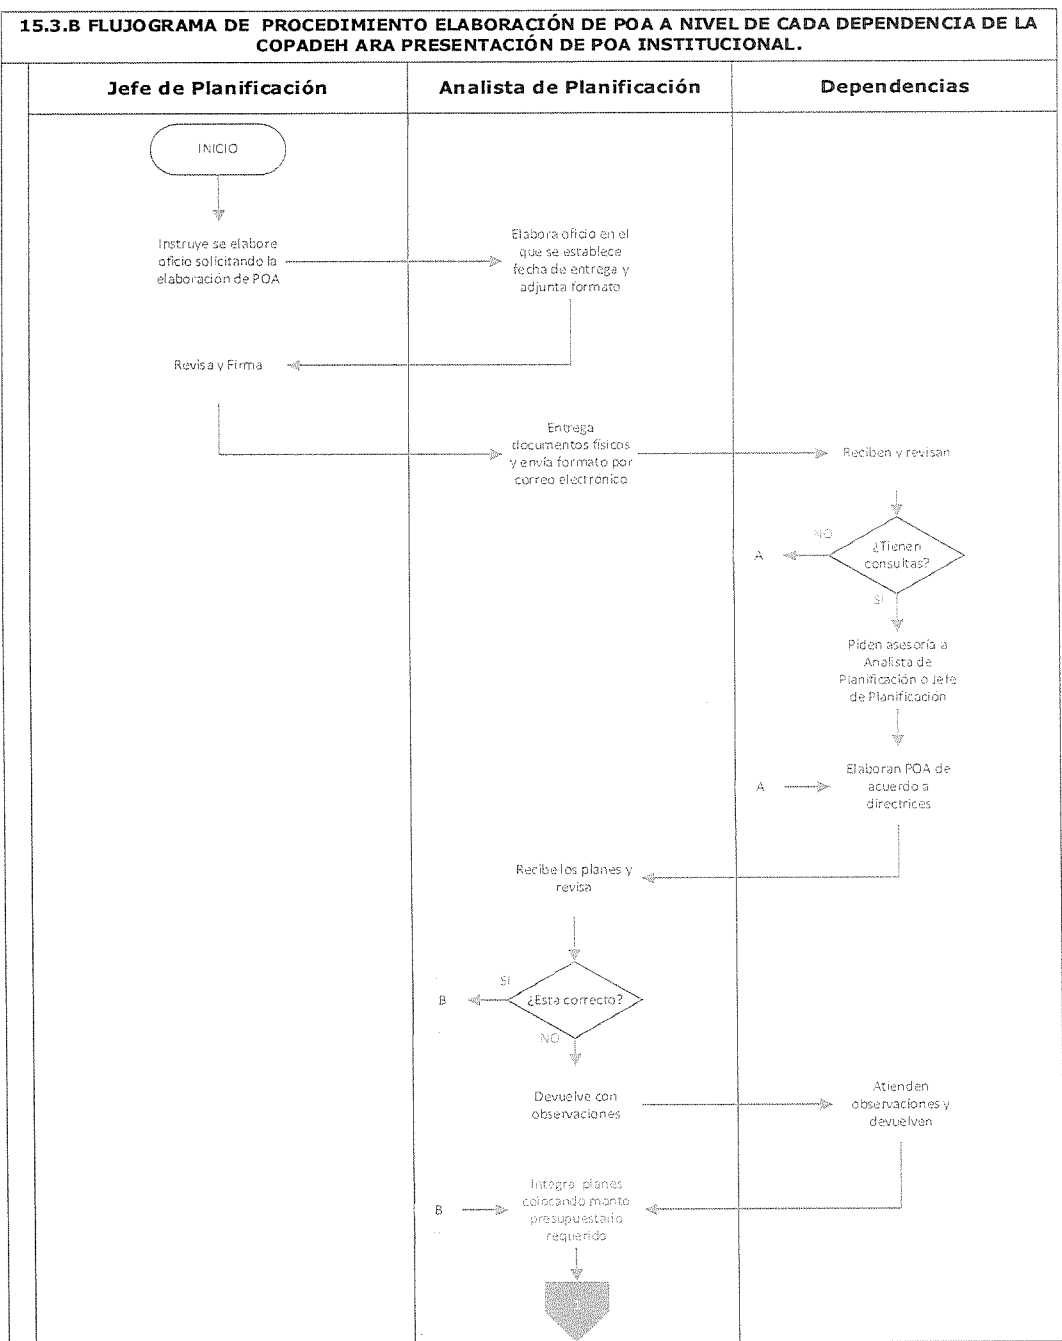 15.3.B FLUJOGRAMA DE PROCEDIMIENTO ELABORACIÓN DE POA A NIVEL DE CADA DEPENDENCIA DE LA
COPADEH ARA PRESENTACIÓN DE POA INSTITUCIONAL.
Jefe de Planificación
Analista de Planificación
Dependencias
INICIO
Instruye se elabore
oficio solicitando la
elaboración de POA
Elabora oficio en el
que se establece
fecha de entrega y
adjunta formato
Revisa y Firma
Entrega
documentos físicos
y envía formato por
correo electrónico
Reciben y revisan
NO
¿Tienen
consultas?
A
SI
Piden asesoría a
Analista de
Planificación o Jefe
de Planificación
A
Elaboran POA de
acuerdo a
directrices
Recibe los planes y
revisa
SI
B
¿Esta correcto?
NO
Devuelve con
observaciones
Atienden
observaciones y
devuelven
B
Integra planes
colocando monto
presupuestario
requerido